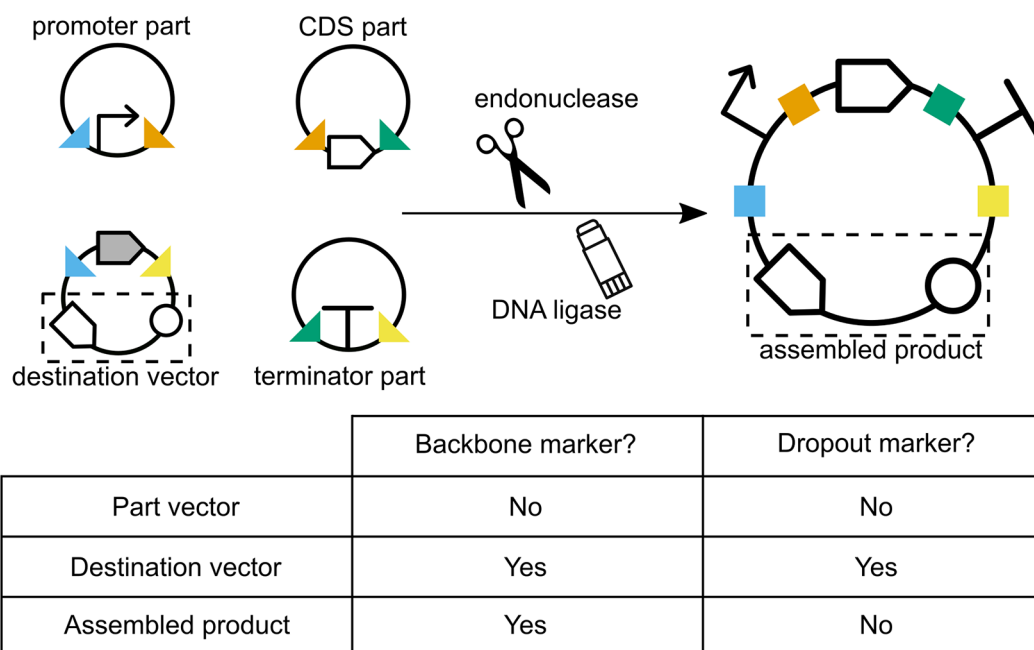 promoter part
CDS part
endonuclease
DNA ligase
destination vector
terminator part
assembled product
Backbone marker? Dropout marker?
Part vector No No
Destination vector Yes Yes
Assembled product Yes No